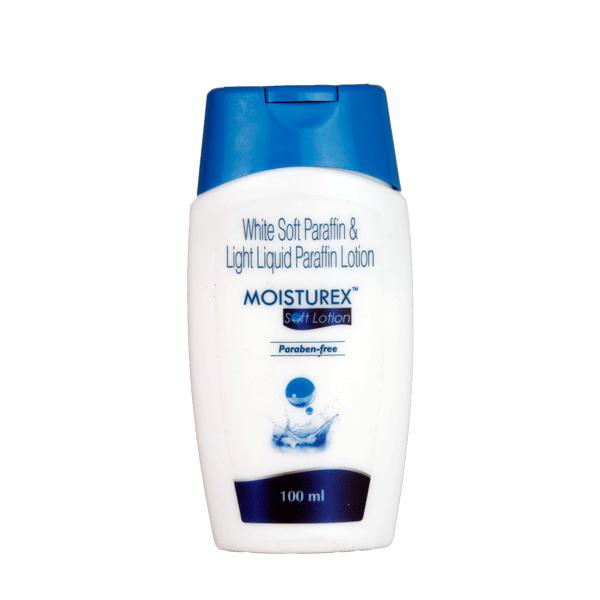 White Soft Paraffin &
Light Liquid Paraffin Lotion
MOISTUREX™
Soft Lotion
Paraben-free
100 ml